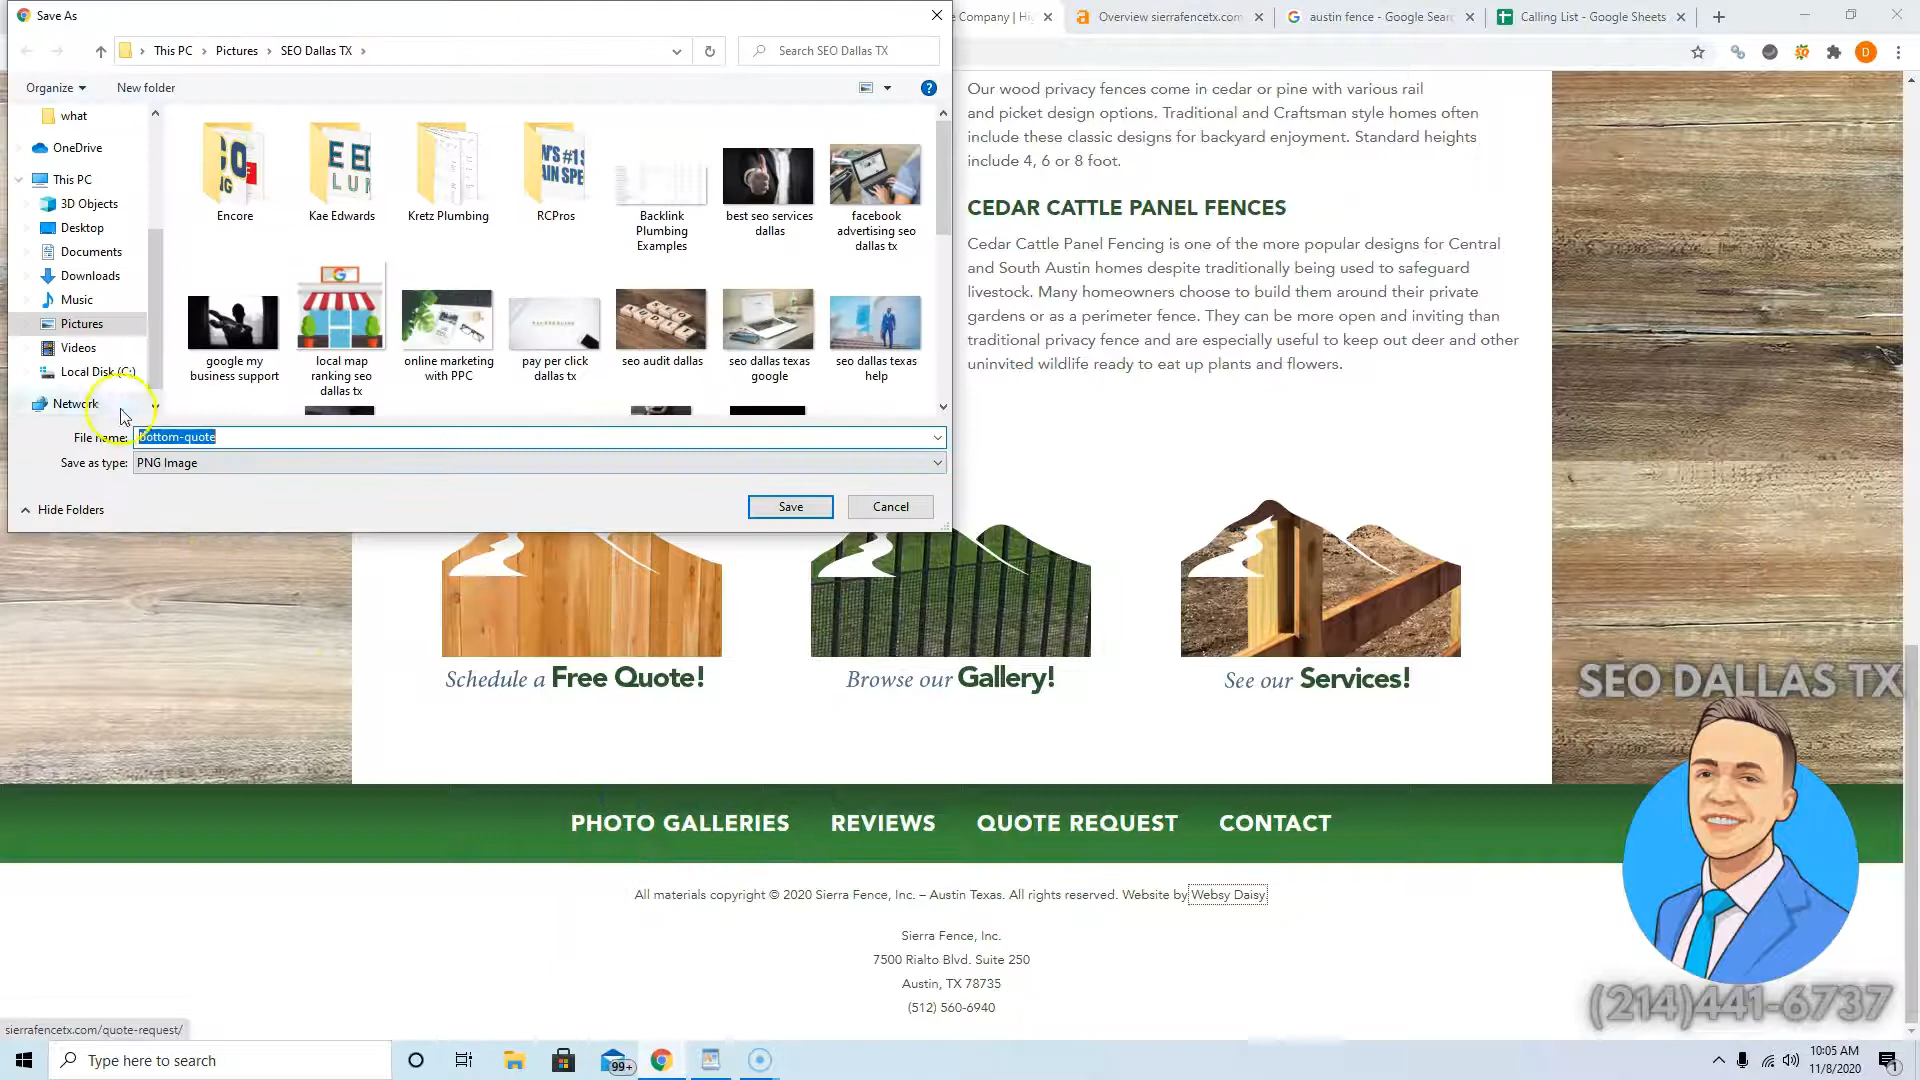 Save As
e Company | Hi
Overview sierrafencetx.com
austin fence - Google Sear
Calling List - Google Sheets
This PC > Pictures > SEO Dallas TX >
Search SEO Dallas TX
Organize
New folder
what
OneDrive
This PC
3D Objects
Desktop
Documents
Downloads
Music
Pictures
Videos
Local Disk (C:)
Network
Encore
Kae Edwards
Kretz Plumbing
RCPros
Backlink
Plumbing
Examples
best seo services
dallas
facebook
advertising seo
dallas tx
google my
business support
local map
ranking seo
dallas tx
online marketing
with PPC
pay per click
dallas tx
seo audit dallas
seo dallas texas
google
seo dallas texas
help
File name:
bottom-quote
Save as type:
PNG Image
Hide Folders
Save
Cancel
Our wood privacy fences come in cedar or pine with various rail
and picket design options. Traditional and Craftsman style homes often
include these classic designs for backyard enjoyment. Standard heights
include 4, 6 or 8 foot.
CEDAR CATTLE PANEL FENCES
Cedar Cattle Panel Fencing is one of the more popular designs for Central
and South Austin homes despite traditionally being used to safeguard
livestock. Many homeowners choose to build them around their private
gardens or as a perimeter fence. They can be more open and inviting than
traditional privacy fence and are especially useful to keep out deer and other
uninvited wildlife ready to eat up plants and flowers.
Schedule a Free Quote!
Browse our Gallery!
See our Services!
SEO DALLAS TX
PHOTO GALLERIES
REVIEWS
QUOTE REQUEST
CONTACT
All materials copyright © 2020 Sierra Fence, Inc. – Austin Texas. All rights reserved. Website by Websy Daisy.
Sierra Fence, Inc.
7500 Rialto Blvd. Suite 250
Austin, TX 78735
(512) 560-6940
(214)441-6737
sierrafencetx.com/quote-request/
Type here to search
99+
10:05 AM
11/8/2020
1
D